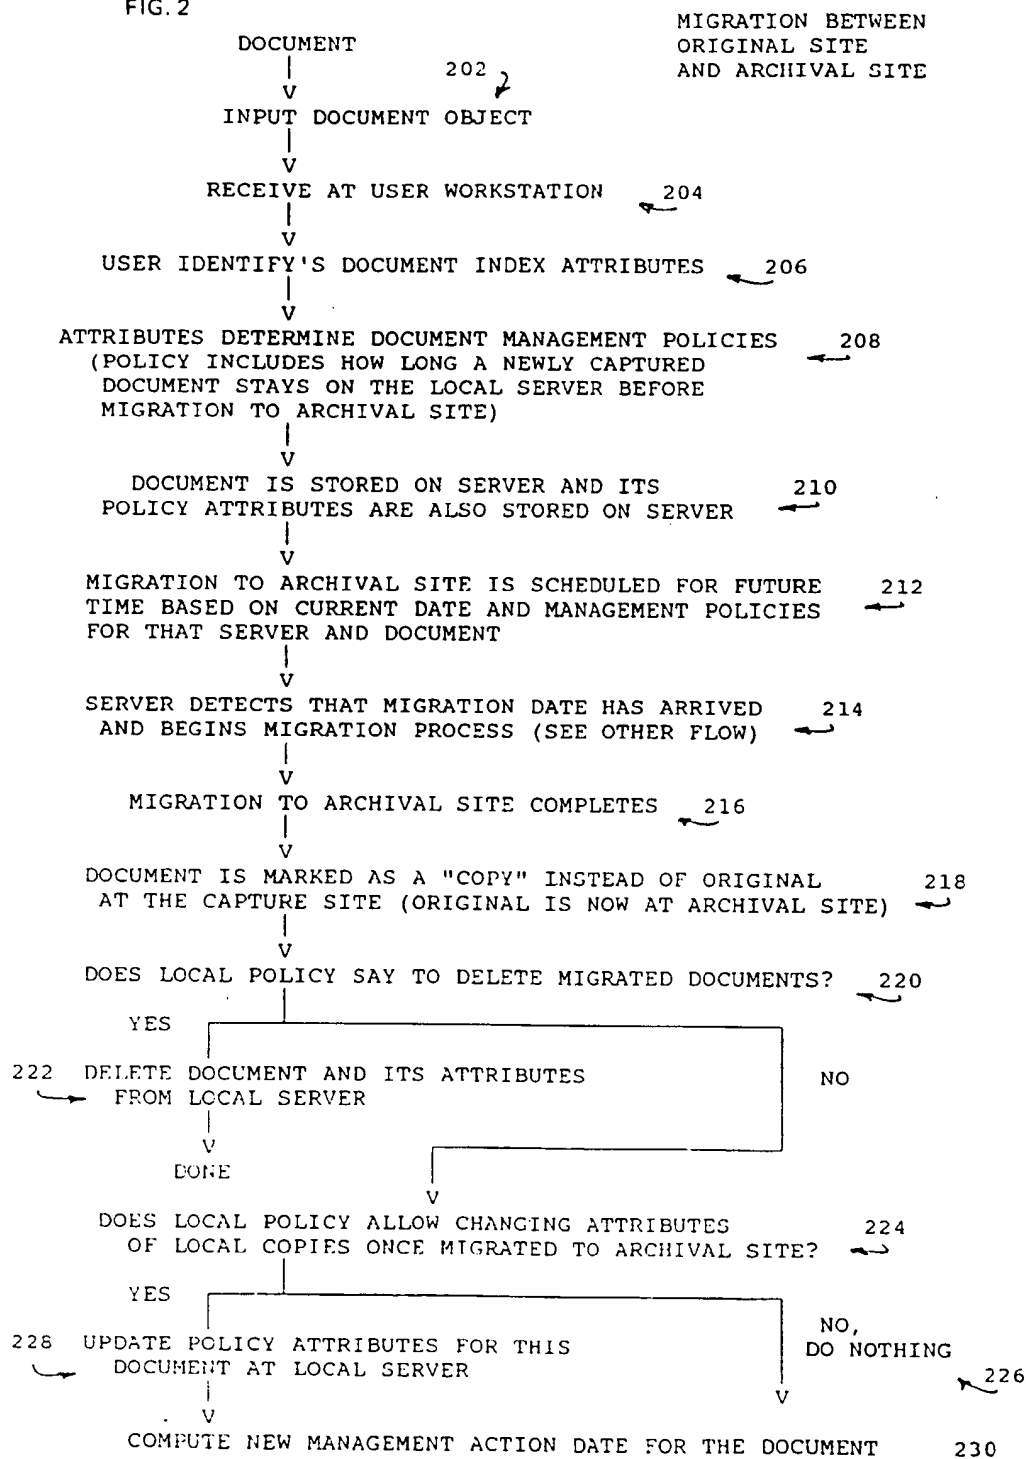 FIG. 2
MIGRATION BETWEEN
ORIGINAL SITE
AND ARCHIVAL SITE
DOCUMENT
V
202
INPUT DOCUMENT OBJECT
V
RECEIVE AT USER WORKSTATION 204
V
USER IDENTIFY'S DOCUMENT INDEX ATTRIBUTES 206
V
ATTRIBUTES DETERMINE DOCUMENT MANAGEMENT POLICIES 208
(POLICY INCLUDES HOW LONG A NEWLY CAPTURED
DOCUMENT STAYS ON THE LOCAL SERVER BEFORE
MIGRATION TO ARCHIVAL SITE)
V
DOCUMENT IS STORED ON SERVER AND ITS 210
POLICY ATTRIBUTES ARE ALSO STORED ON SERVER
V
MIGRATION TO ARCHIVAL SITE IS SCHEDULED FOR FUTURE 212
TIME BASED ON CURRENT DATE AND MANAGEMENT POLICIES
FOR THAT SERVER AND DOCUMENT
V
SERVER DETECTS THAT MIGRATION DATE HAS ARRIVED 214
AND BEGINS MIGRATION PROCESS (SEE OTHER FLOW)
V
MIGRATION TO ARCHIVAL SITE COMPLETES 216
V
DOCUMENT IS MARKED AS A "COPY" INSTEAD OF ORIGINAL 218
AT THE CAPTURE SITE (ORIGINAL IS NOW AT ARCHIVAL SITE)
V
DOES LOCAL POLICY SAY TO DELETE MIGRATED DOCUMENTS? 220
YES
222 DELETE DOCUMENT AND ITS ATTRIBUTES NO
FROM LOCAL SERVER
V
DONE
V
DOES LOCAL POLICY ALLOW CHANGING ATTRIBUTES 224
OF LOCAL COPIES ONCE MIGRATED TO ARCHIVAL SITE?
YES
NO,
228 UPDATE POLICY ATTRIBUTES FOR THIS DO NOTHING
DOCUMENT AT LOCAL SERVER 226
V
V
COMPUTE NEW MANAGEMENT ACTION DATE FOR THE DOCUMENT 230